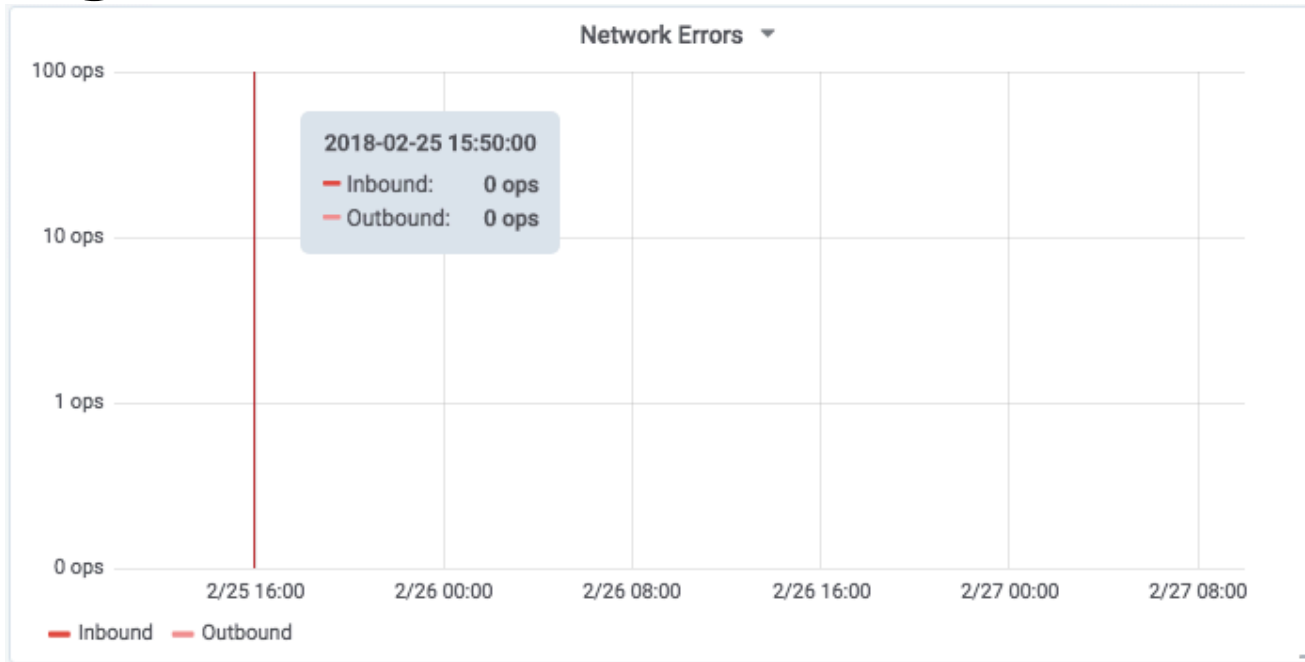 Network Errors
100 ops
2018-02-25 15:50:00
Inbound: 0 ops
Outbound: 0 ops
10 ops
1 ops
0 ops
2/25 16:00 2/26 00:00 2/26 08:00 2/26 16:00 2/27 00:00 2/27 08:00
Inbound Outbound